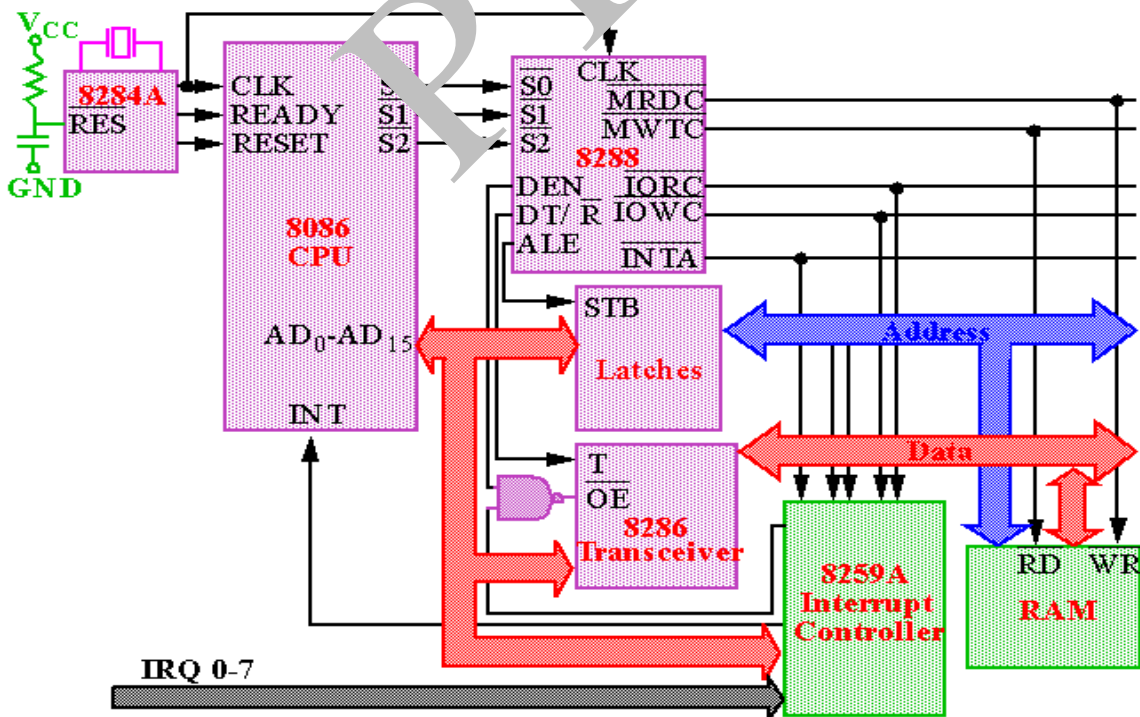 VCC
8284A
RES
GND
CLK
READY
RESET
S1
S2
8086
CPU
AD0-AD15
INT
CLK
S0
S1
S2
8288
MRDC
MWTC
DEN
DT/ R
ALE
IORC
IOWC
INTA
STB
Latches
Address
T
OE
8286
Transceiver
Data
8259A
Interrupt
Controller
RD WR
RAM
IRQ 0-7